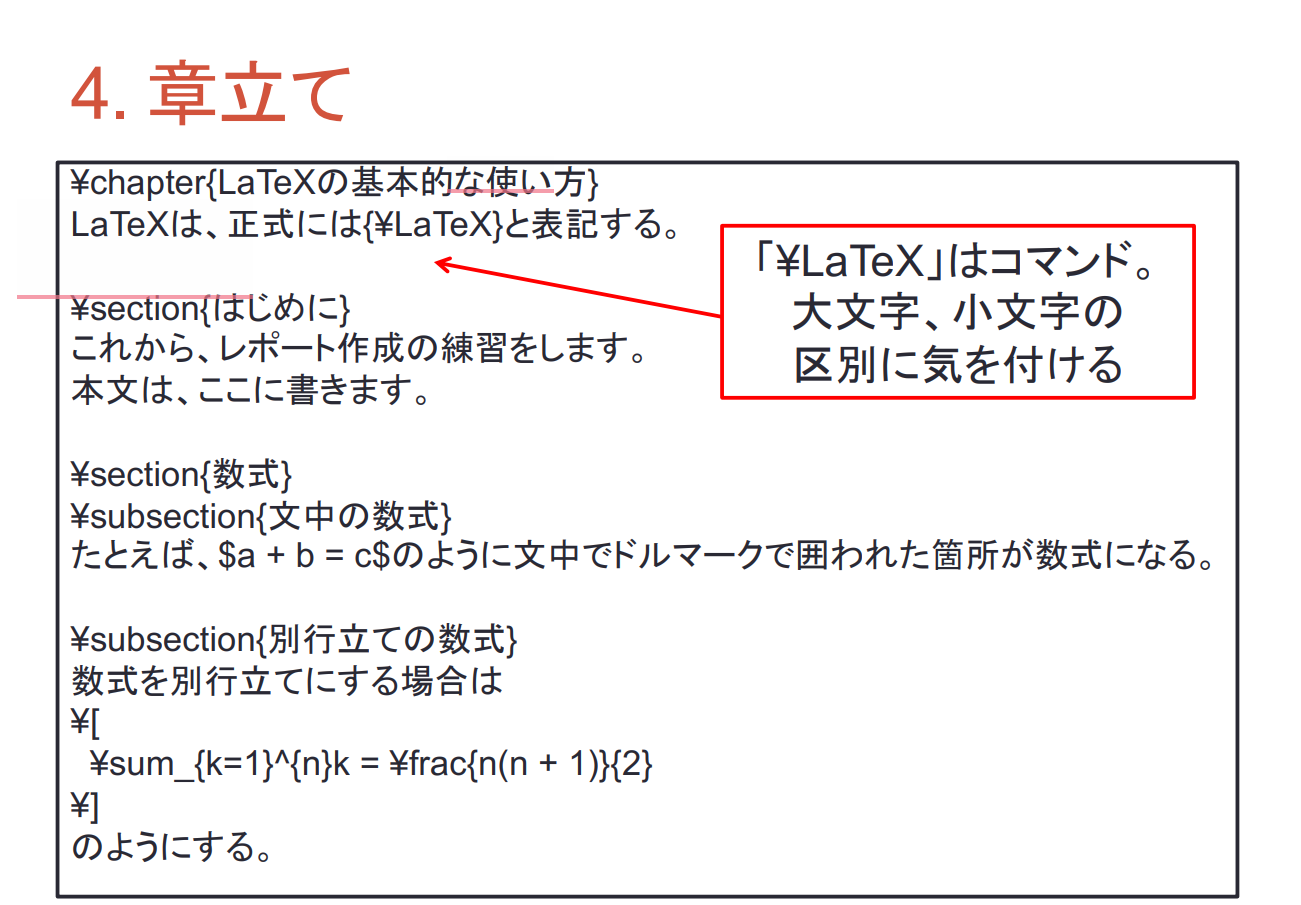 4. 章立て
¥chapter{LaTeXの基本的な使い方}
LaTeXは、正式には{¥LaTeX}と表記する。
「¥LaTeX」はコマンド。
大文字、小文字の
区別に気を付ける
¥section{はじめに}
これから、レポート作成の練習をします。
本文は、ここに書きます。
¥section{数式}
¥subsection{文中の数式}
たとえば、$a + b = c$のように文中でドルマークで囲われた箇所が数式になる。
¥subsection{別行立ての数式}
数式を別行立てにする場合は
¥[
¥sum_{k=1}^{n}k = ¥frac{n(n + 1)}{2}
¥]
のようにする。